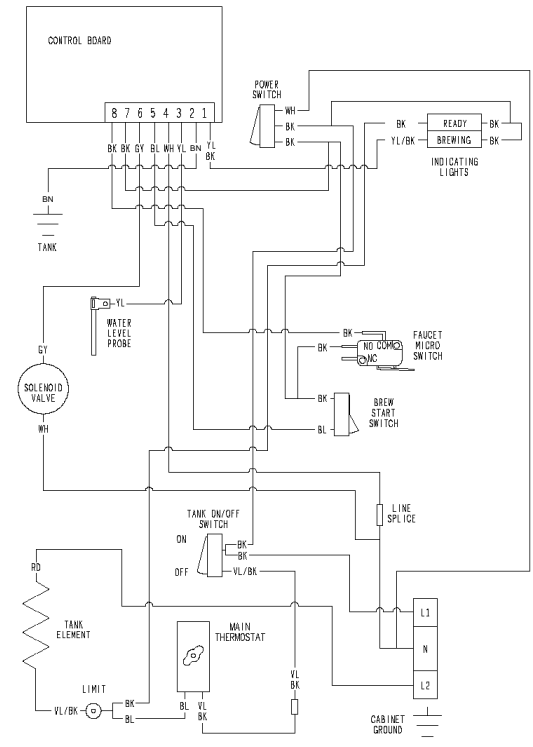 CONTROL BOARD
POWER
SWITCH
8 7 6 5 4 3 2 1
WH
BK
BK
BK
READY
BK
YL/BK
BREWING
BK
INDICATING
LIGHTS
BK BK GY BL WH YL BN YL
BK
BN
TANK
YL
WATER
LEVEL
PROBE
BK
FAUCET
MICRO
SWITCH
NO COM
BK
NC
GY
SOLENOID
VALVE
WH
BK
BREW
START
SWITCH
BL
LINE
SPLICE
TANK ON/OFF
SWITCH
ON
BK
BK
OFF
VL/BK
RD
L1
TANK
ELEMENT
MAIN
THERMOSTAT
N
VL
BK
L2
LIMIT
VL/BK
BK
BL
BL
VL
BK
CABINET
GROUND